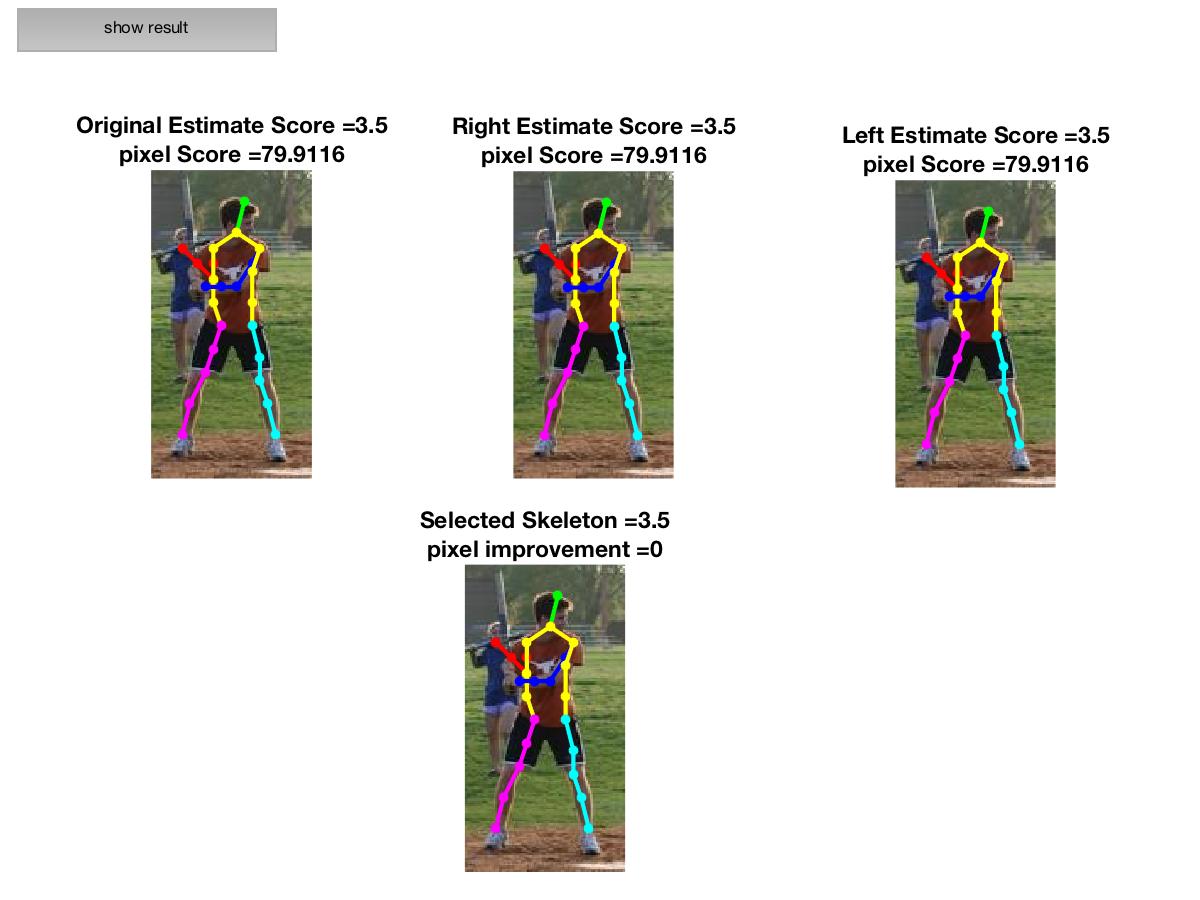 show result
Original Estimate Score =3.5
pixel Score =79.9116
Right Estimate Score =3.5
pixel Score =79.9116
Left Estimate Score =3.5
pixel Score =79.9116
Selected Skeleton =3.5
pixel improvement =0